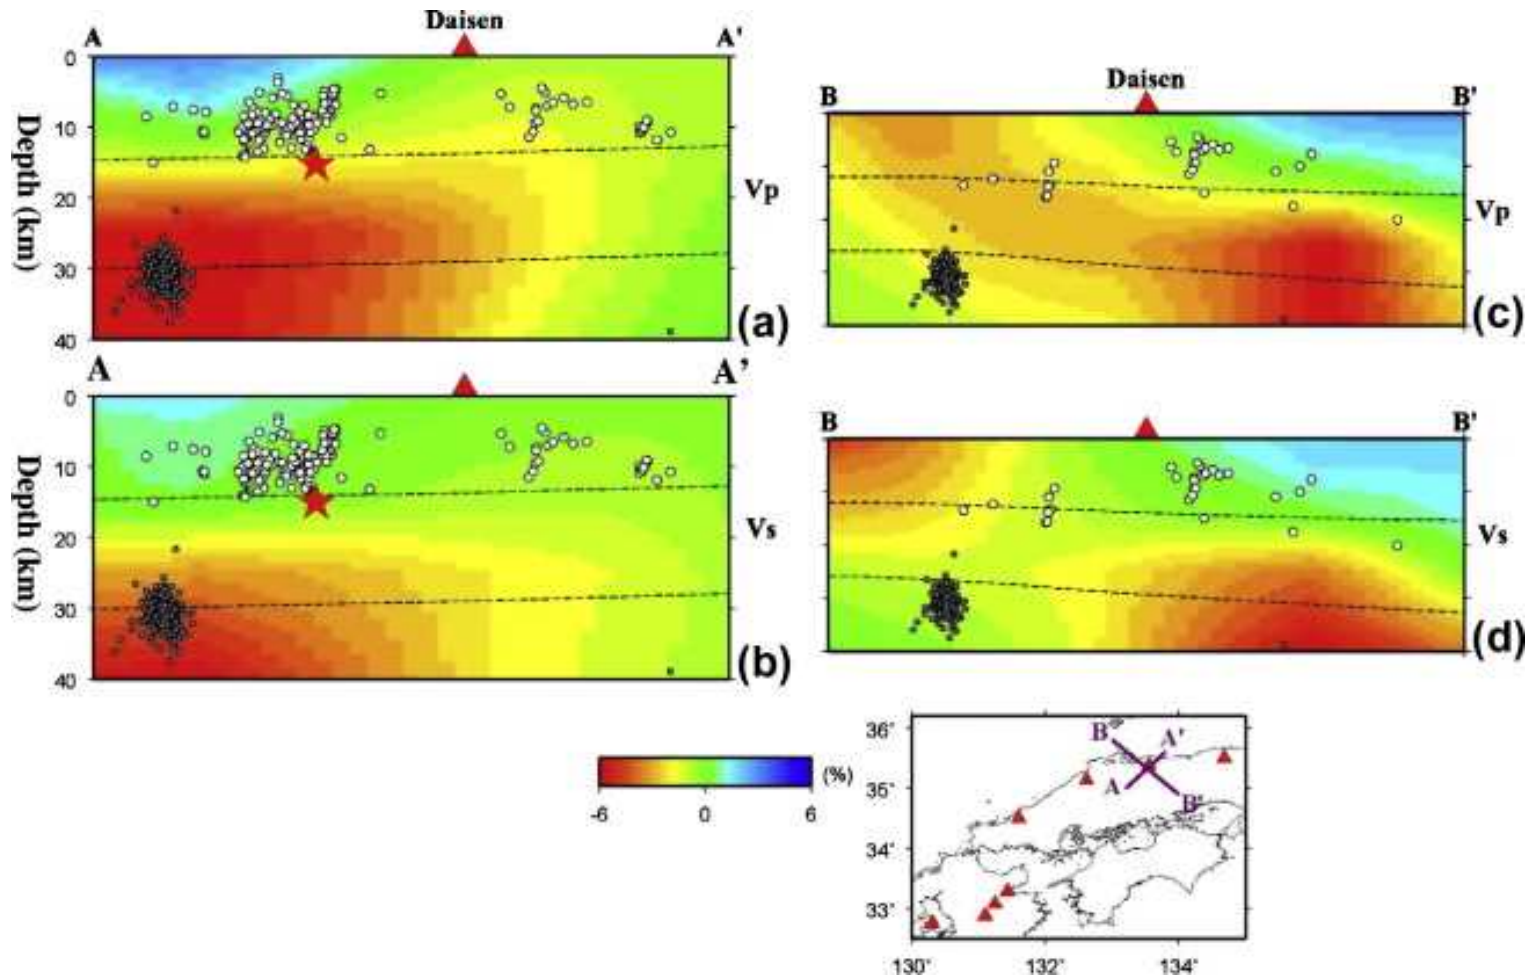 Daisen
A
A'
0
10
20
30
40
Depth (km)
Vp
(a)
A
A’
0
10
20
30
40
Depth (km)
Vs
(b)
Daisen
B
B'
Vp
(c)
B
B'
Vs
(d)
-6
0
6
(%)
36°
35°
34°
33°
130°
132°
134°
B
A'
A
B'